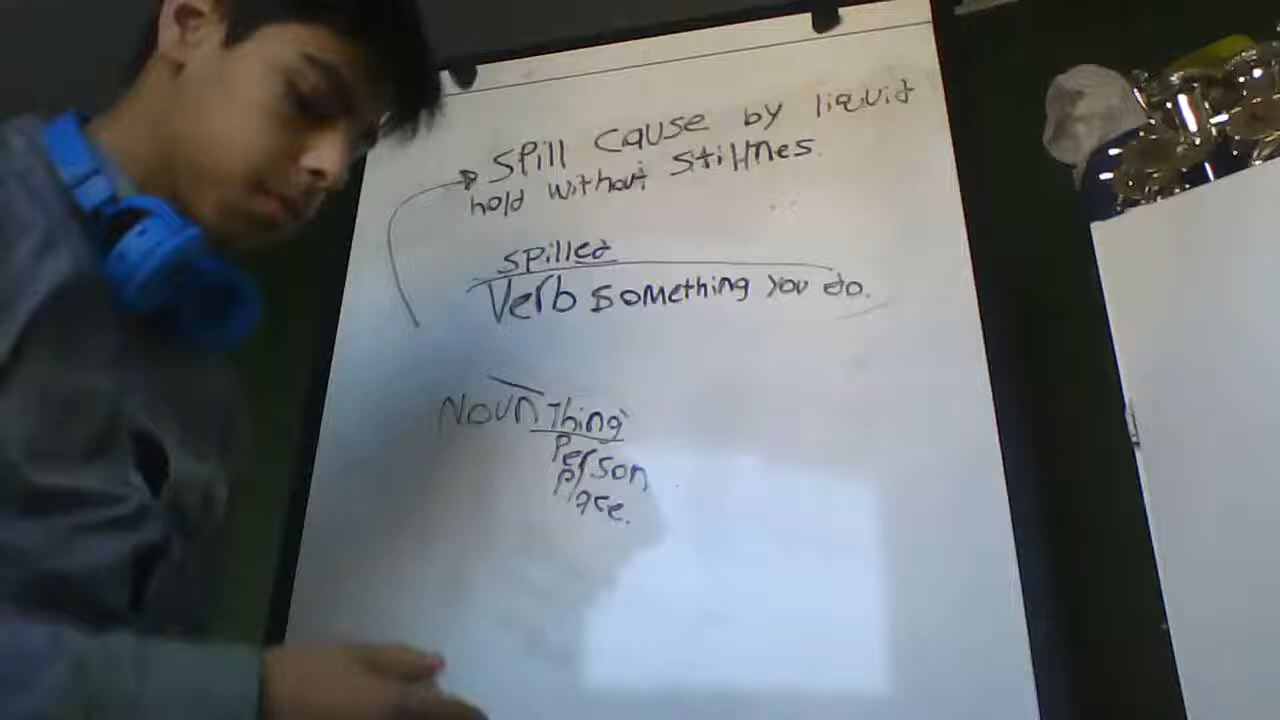 Spill cause by liquid
hold without stillnes.
spilled
Verb something you do.
Noun Thing
Person
Place.